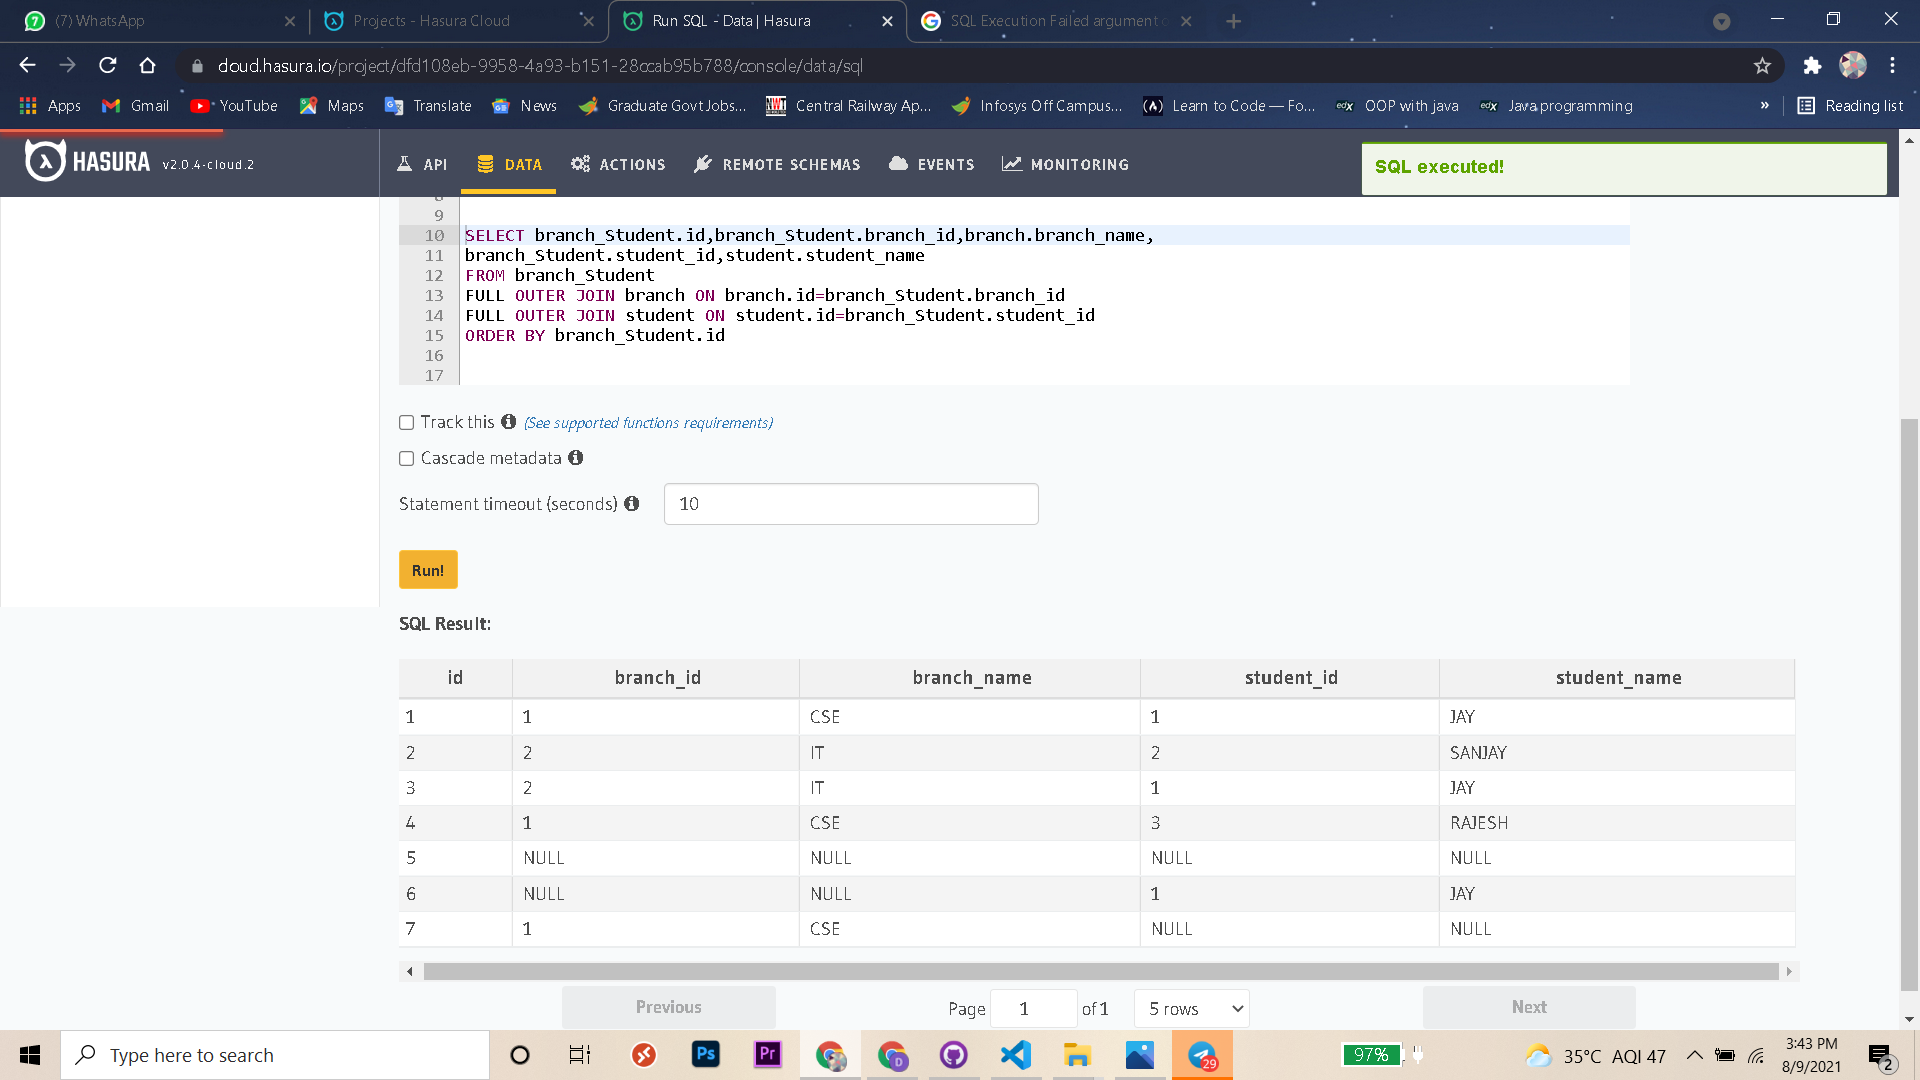 (7) WhatsApp
Projects - Hasura Cloud
Run SQL - Data | Hasura
SQL Execution Failed argument o
cloud.hasura.io/project/dfd108eb-9958-4a93-b151-28ccab95b788/console/data/sql
Apps
Gmail
YouTube
Maps
Translate
News
Graduate Govt Jobs...
Central Railway Ap...
Infosys Off Campus...
Learn to Code — Fo...
OOP with java
Java programming
»
Reading list
HASURA v2.0.4-cloud.2
API
DATA
ACTIONS
REMOTE SCHEMAS
EVENTS
MONITORING
SQL executed!
8
9
10 SELECT branch_Student.id,branch_Student.branch_id,branch.branch_name,
11 branch_Student.student_id,student.student_name
12 FROM branch_Student
13 FULL OUTER JOIN branch ON branch.id=branch_Student.branch_id
14 FULL OUTER JOIN student ON student.id=branch_Student.student_id
15 ORDER BY branch_Student.id
16
17
Track this (See supported functions requirements)
Cascade metadata
Statement timeout (seconds) 10
Run!
SQL Result:
id branch_id branch_name student_id student_name
1 1 CSE 1 JAY
2 2 IT 2 SANJAY
3 2 IT 1 JAY
4 1 CSE 3 RAJESH
5 NULL NULL NULL NULL
6 NULL NULL 1 JAY
7 1 CSE NULL NULL
Previous Page 1 of 1 5 rows Next
Type here to search
Ps
Pr
D
29
97%
35°C AQI 47
3:43 PM
8/9/2021
2